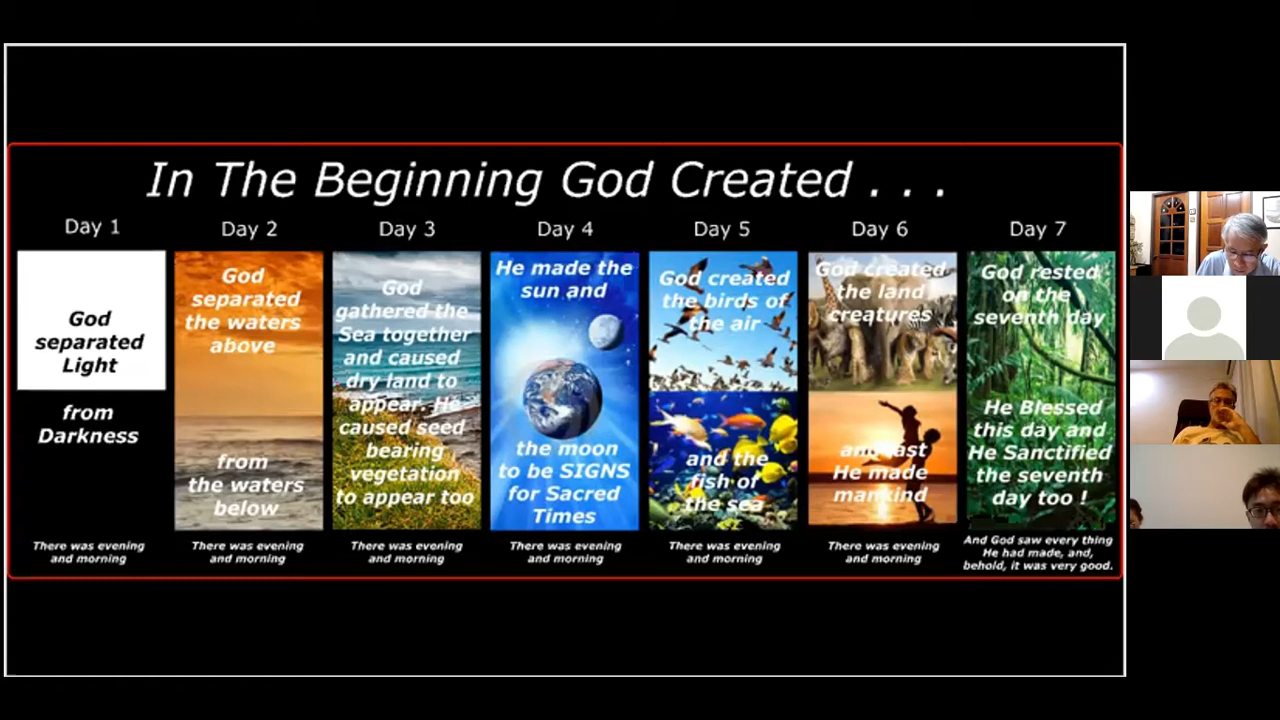 In The Beginning God Created . . .
Day 1
God
separated
Light
from
Darkness
There was evening
and morning
Day 2
God
separated
the waters
above
from
the waters
below
There was evening
and morning
Day 3
God
gathered the
Sea together
and caused
dry land to
appear. He
caused seed
bearing
vegetation
to appear too
There was evening
and morning
Day 4
He made the
sun and
the moon
to be SIGNS
for Sacred
Times
There was evening
and morning
Day 5
God created
the birds of
the air
and the
fish of
the sea
There was evening
and morning
Day 6
God created
the land
creatures
and last
He made
mankind
There was evening
and morning
Day 7
God rested
on the
seventh day
He Blessed
this day and
He Sanctified
the seventh
day too !
And God saw every thing
He had made, and,
behold, it was very good.